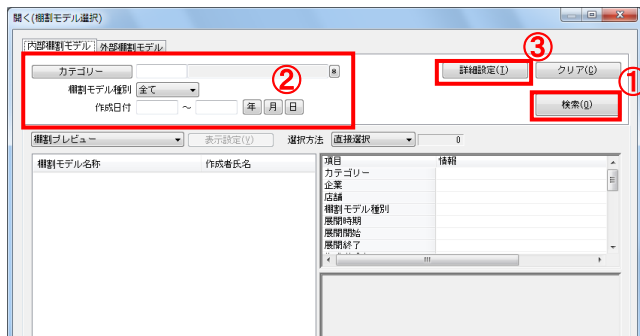 開く(棚割モデル選択)
内部棚割モデル 外部棚割モデル
③
カテゴリー 詳細設定(I) クリア(C)
② ①
棚割モデル種別 全て
作成日付 ～ 年 月 日 検索(Q)
棚割プレビュー 表示設定(V) 選択方法 直接選択 0
棚割モデル名称 作成者氏名 項目 情報
カテゴリー
企業
店舗
棚割モデル種別
展開時期
展開開始
展開終了